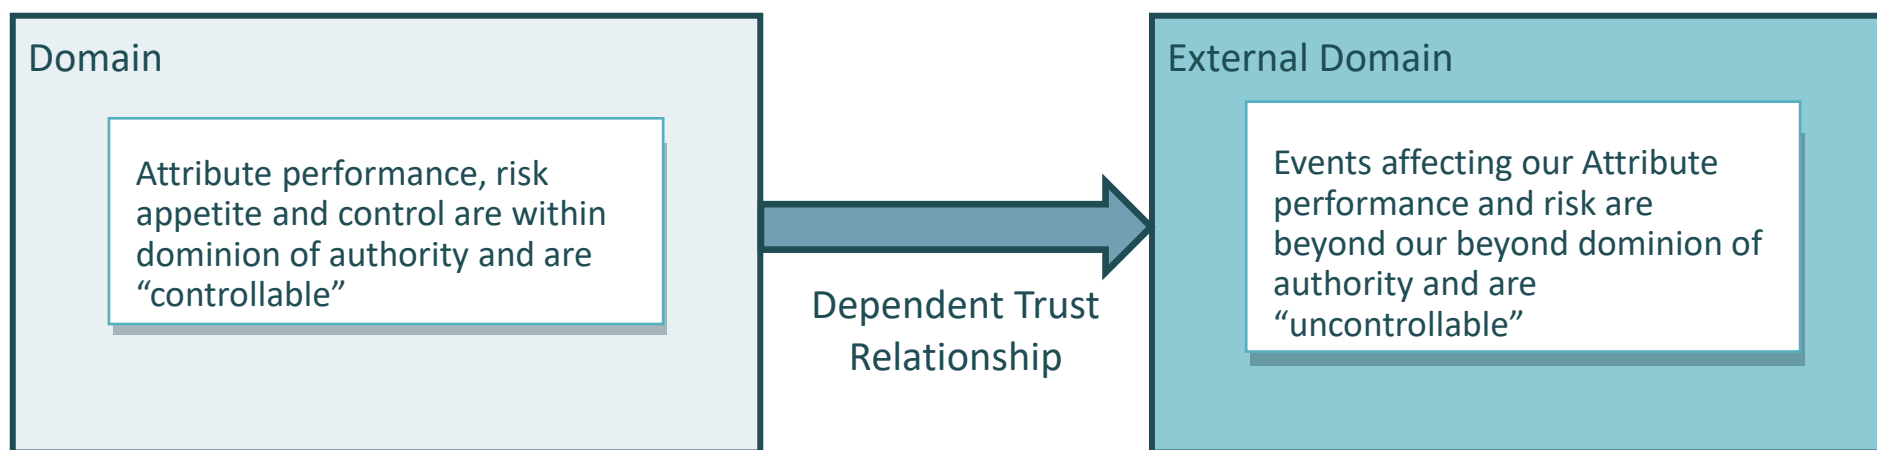 Domain
Attribute performance, risk
appetite and control are within
dominion of authority and are
“controllable”
Dependent Trust
Relationship
External Domain
Events affecting our Attribute
performance and risk are
beyond our beyond dominion of
authority and are
“uncontrollable”